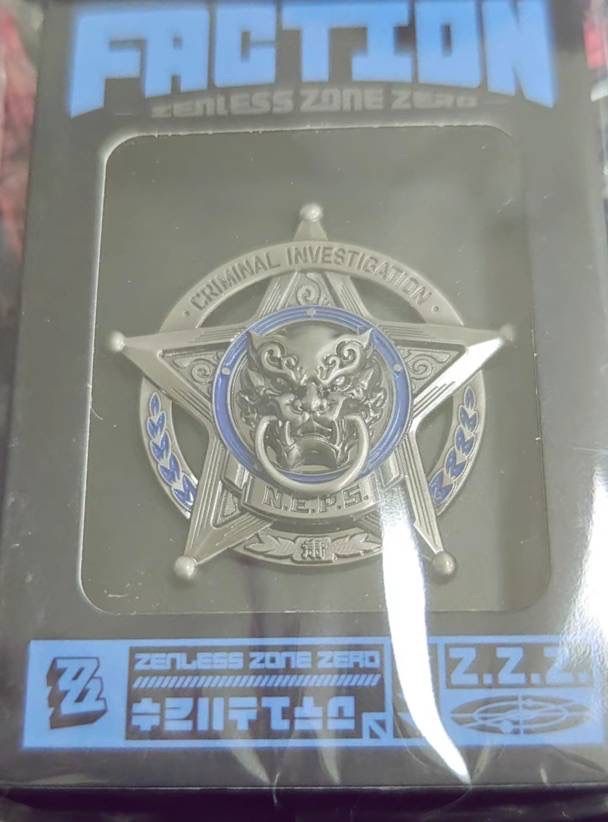 FACTION
ZENLESS ZONE ZERO
· CRIMINAL INVESTIGATION ·
N.E.P.S.
ZENLESS ZONE ZERO
Z.Z.Z.